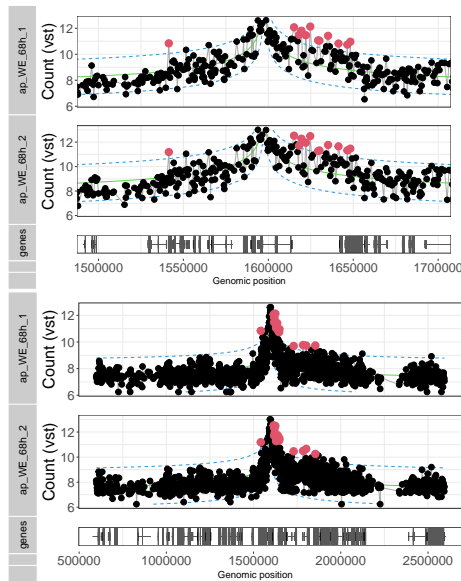 ap_WE_68h_1
Count (vst)
12
10
8
6
ap_WE_68h_2
Count (vst)
12
10
8
6
genes
1500000 1550000 1600000 1650000 1700000
Genomic position
ap_WE_68h_1
Count (vst)
12
10
8
6
ap_WE_68h_2
Count (vst)
12
10
8
6
genes
500000 1000000 1500000 2000000 2500000
Genomic position